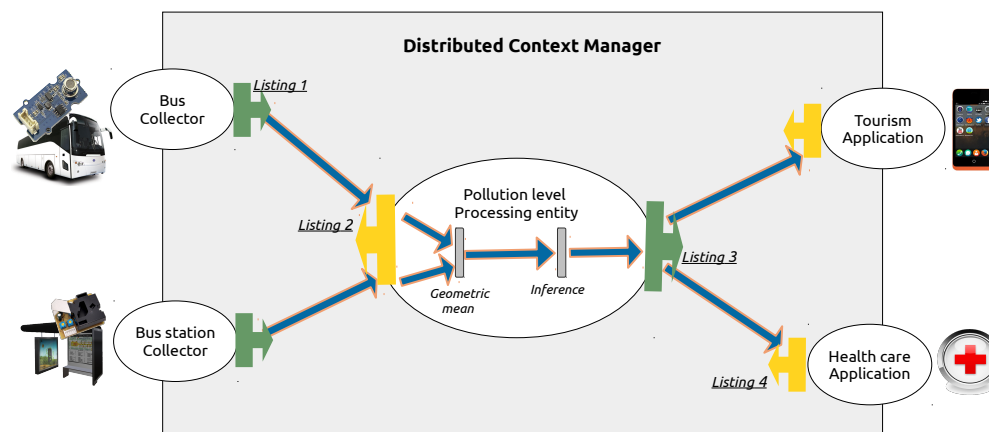 Distributed Context Manager
Listing 1
Bus
Collector
Tourism
Application
Pollution level
Processing entity
Listing 2
Listing 3
Geometric
mean
Inference
Bus station
Collector
Health care
Application
Listing 4